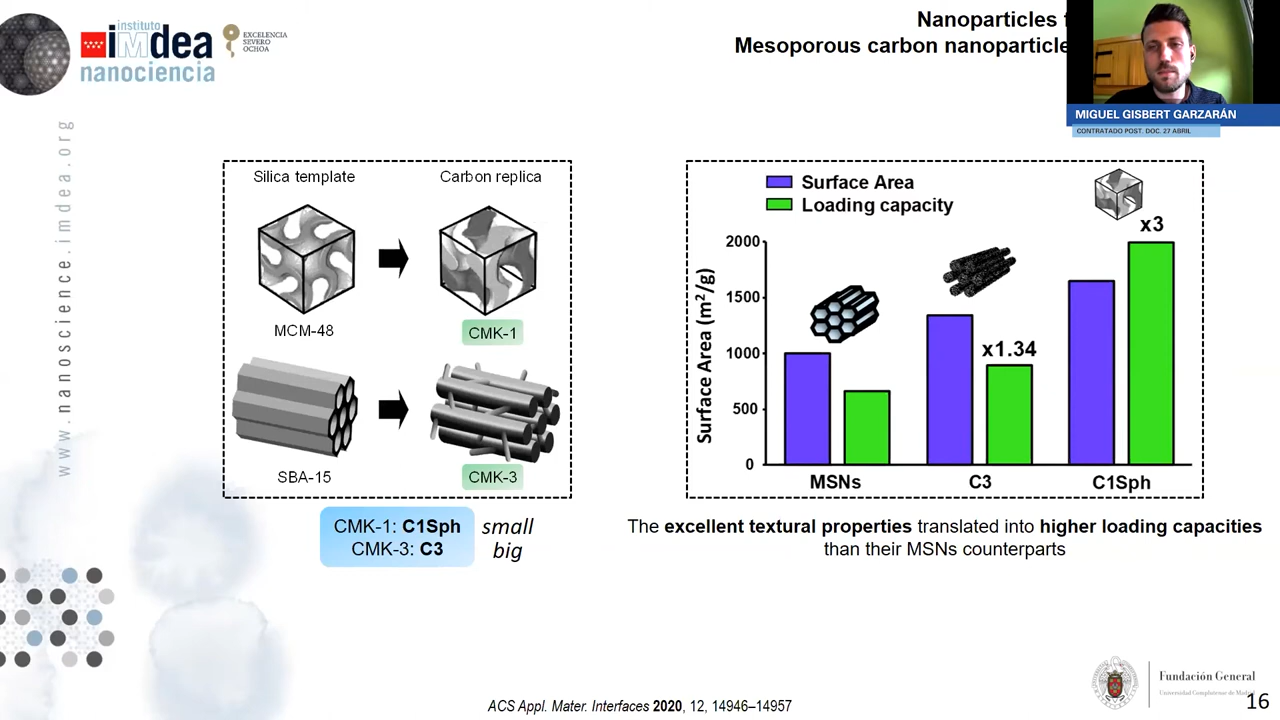 instituto
imdea
nanociencia
EXCELENCIA
SEVERO
OCHOA
Nanoparticles
Mesoporous carbon nanoparticle
MIGUEL GISBERT GARZARÁN
CONTRATADO POST. DOC. 27 ABRIL
www.nanoscience.imdea.org
Silica template
Carbon replica
MCM-48
CMK-1
SBA-15
CMK-3
CMK-1: C1Sph
small
CMK-3: C3
big
Surface Area
Loading capacity
x3
x1.34
Surface Area (m²/g)
2000
1500
1000
500
0
MSNs
C3
C1Sph
The excellent textural properties translated into higher loading capacities
than their MSNs counterparts
ACS Appl. Mater. Interfaces 2020, 12, 14946–14957
Fundación General
Universidad Complutense de Madrid
16